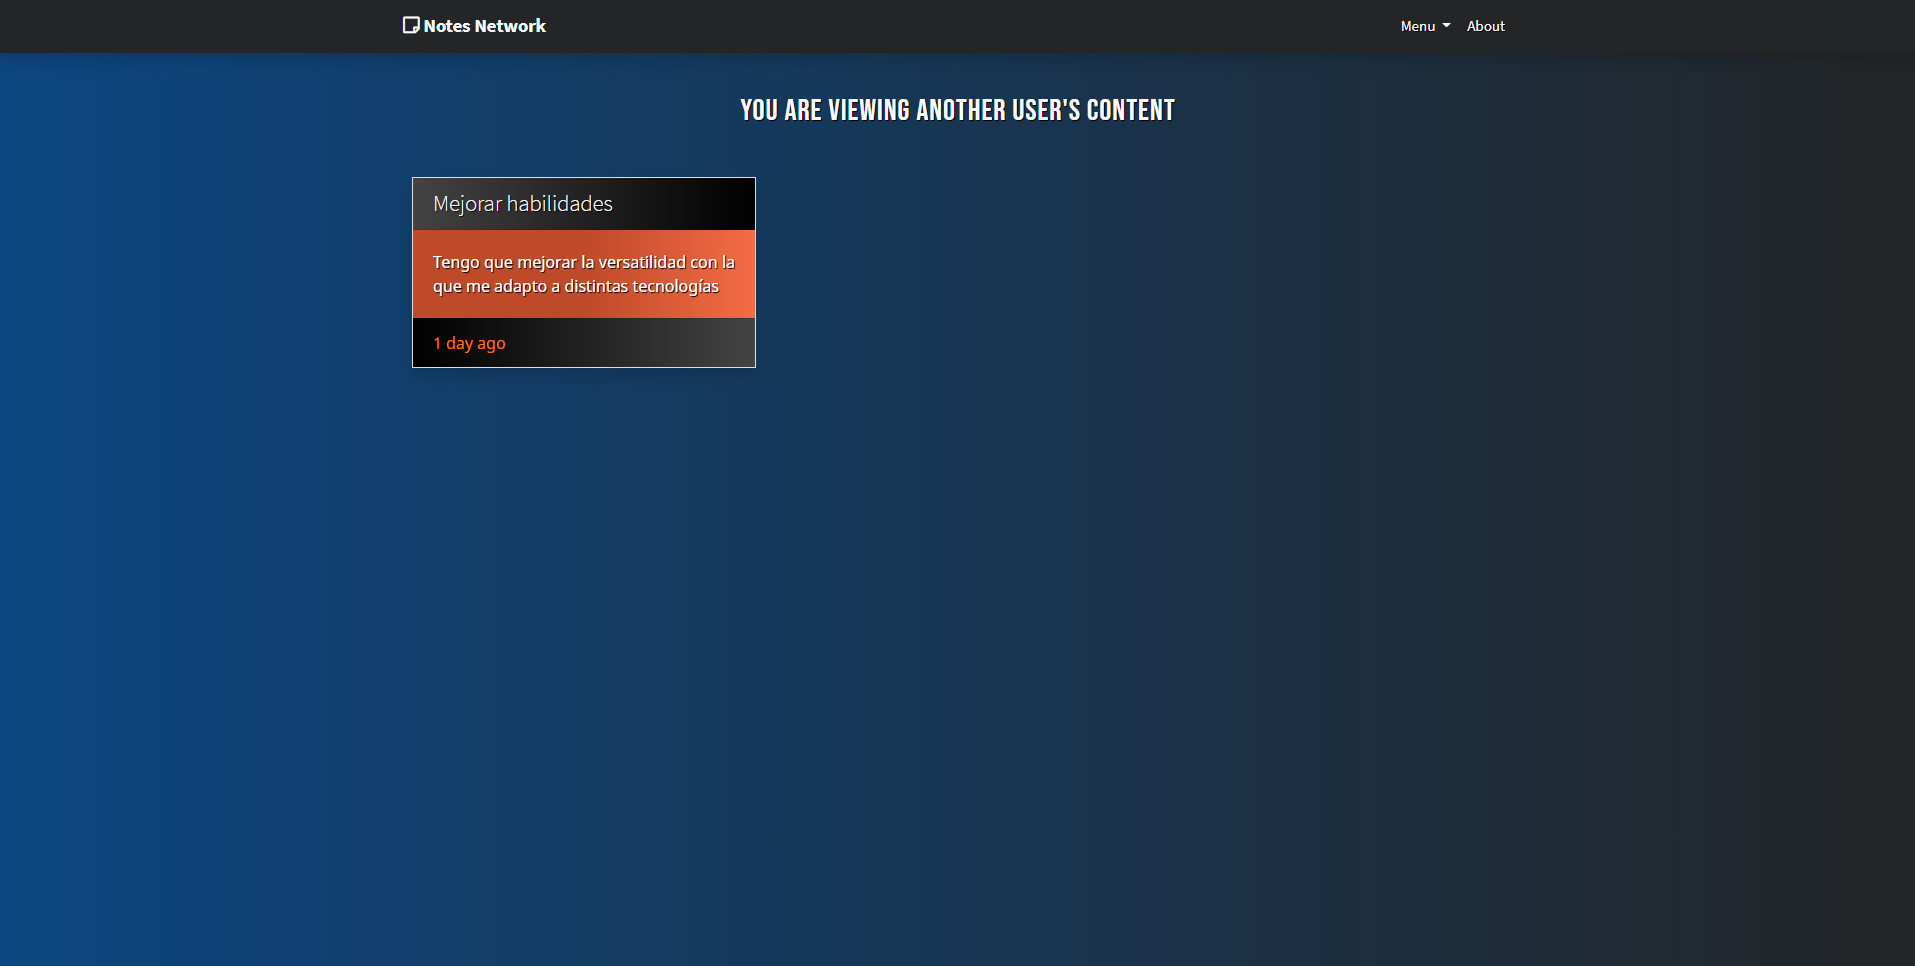 Notes Network
Menu About
YOU ARE VIEWING ANOTHER USER'S CONTENT
Mejorar habilidades
Tengo que mejorar la versatilidad con la
que me adapto a distintas tecnologías
1 day ago